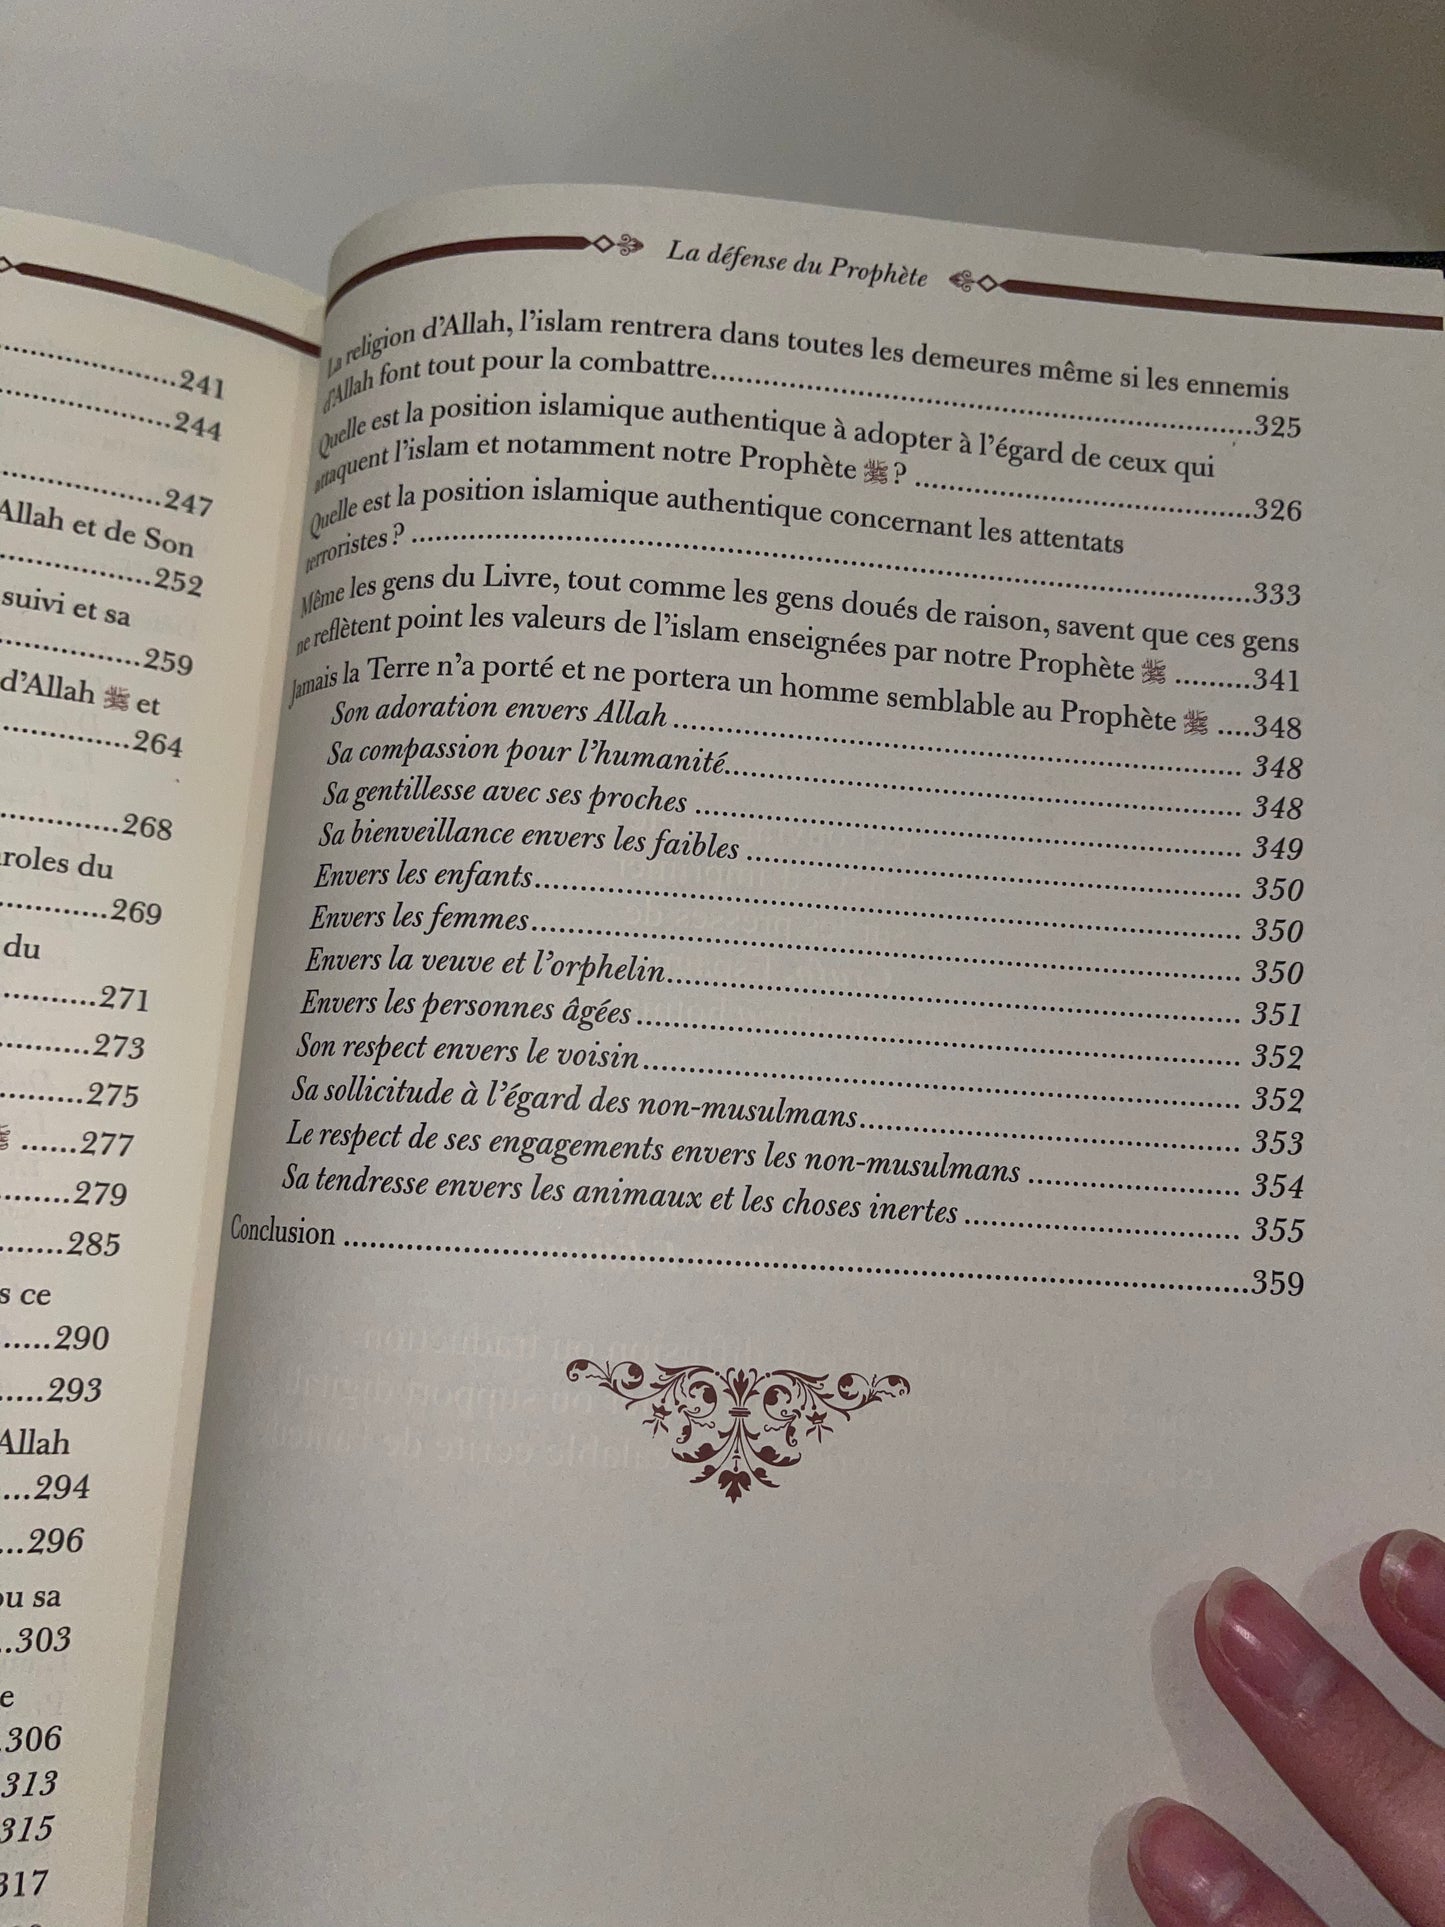 241
244
247
Allah et de Son
252
suivi et sa
259
d'Allah ﷺ et
264
268
roles du
269
du
271
273
275
ﷺ ......277
279
285
s ce
290
293
Allah
294
296
ou sa
303
e
306
313
315
317
La défense du Prophète
La religion d'Allah, l'islam rentrera dans toutes les demeures même si les ennemis
d'Allah font tout pour la combattre....................325
Quelle est la position islamique authentique à adopter à l'égard de ceux qui
attaquent l'islam et notamment notre Prophète ﷺ ? ....................326
Quelle est la position islamique authentique concernant les attentats
terroristes ? ....................333
Même les gens du Livre, tout comme les gens doués de raison, savent que ces gens
ne reflètent point les valeurs de l'islam enseignées par notre Prophète ﷺ .........341
Jamais la Terre n'a porté et ne portera un homme semblable au Prophète ﷺ ....348
Son adoration envers Allah .................... 348
Sa compassion pour l'humanité.................... 348
Sa gentillesse avec ses proches .................... 349
Sa bienveillance envers les faibles .................... 350
Envers les enfants.................... 350
Envers les femmes.................... 350
Envers la veuve et l'orphelin.................... 351
Envers les personnes âgées .................... 352
Son respect envers le voisin.................... 352
Sa sollicitude à l'égard des non-musulmans.................... 353
Le respect de ses engagements envers les non-musulmans .................... 354
Sa tendresse envers les animaux et les choses inertes .................... 355
Conclusion ....................359